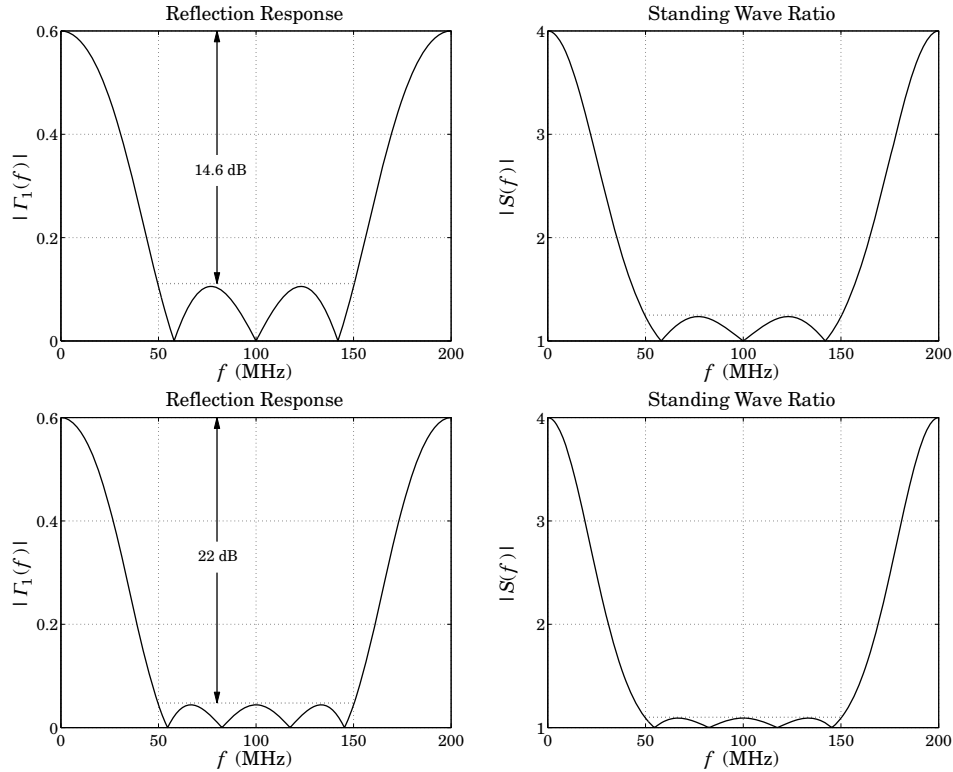 Reflection Response
0.6
0.4
0.2
0
0 50 100 150 200
14.6 dB
| Γ1(f) |
f (MHz)
Standing Wave Ratio
4
3
2
1
0 50 100 150 200
| S(f) |
f (MHz)
Reflection Response
0.6
0.4
0.2
0
0 50 100 150 200
22 dB
| Γ1(f) |
f (MHz)
Standing Wave Ratio
4
3
2
1
0 50 100 150 200
| S(f) |
f (MHz)